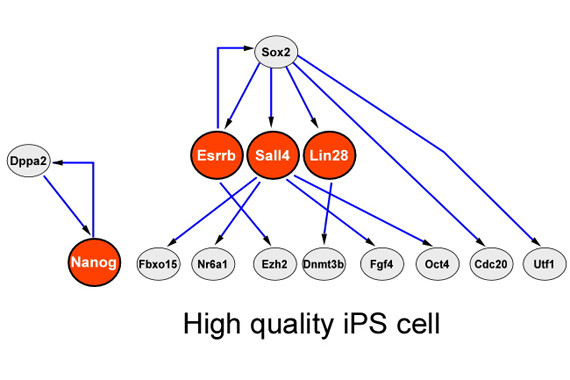 Sox2
Esrrb Sall4 Lin28
Dppa2
Nanog Fbxo15 Nr6a1 Ezh2 Dnmt3b Fgf4 Oct4 Cdc20 Utf1
High quality iPS cell